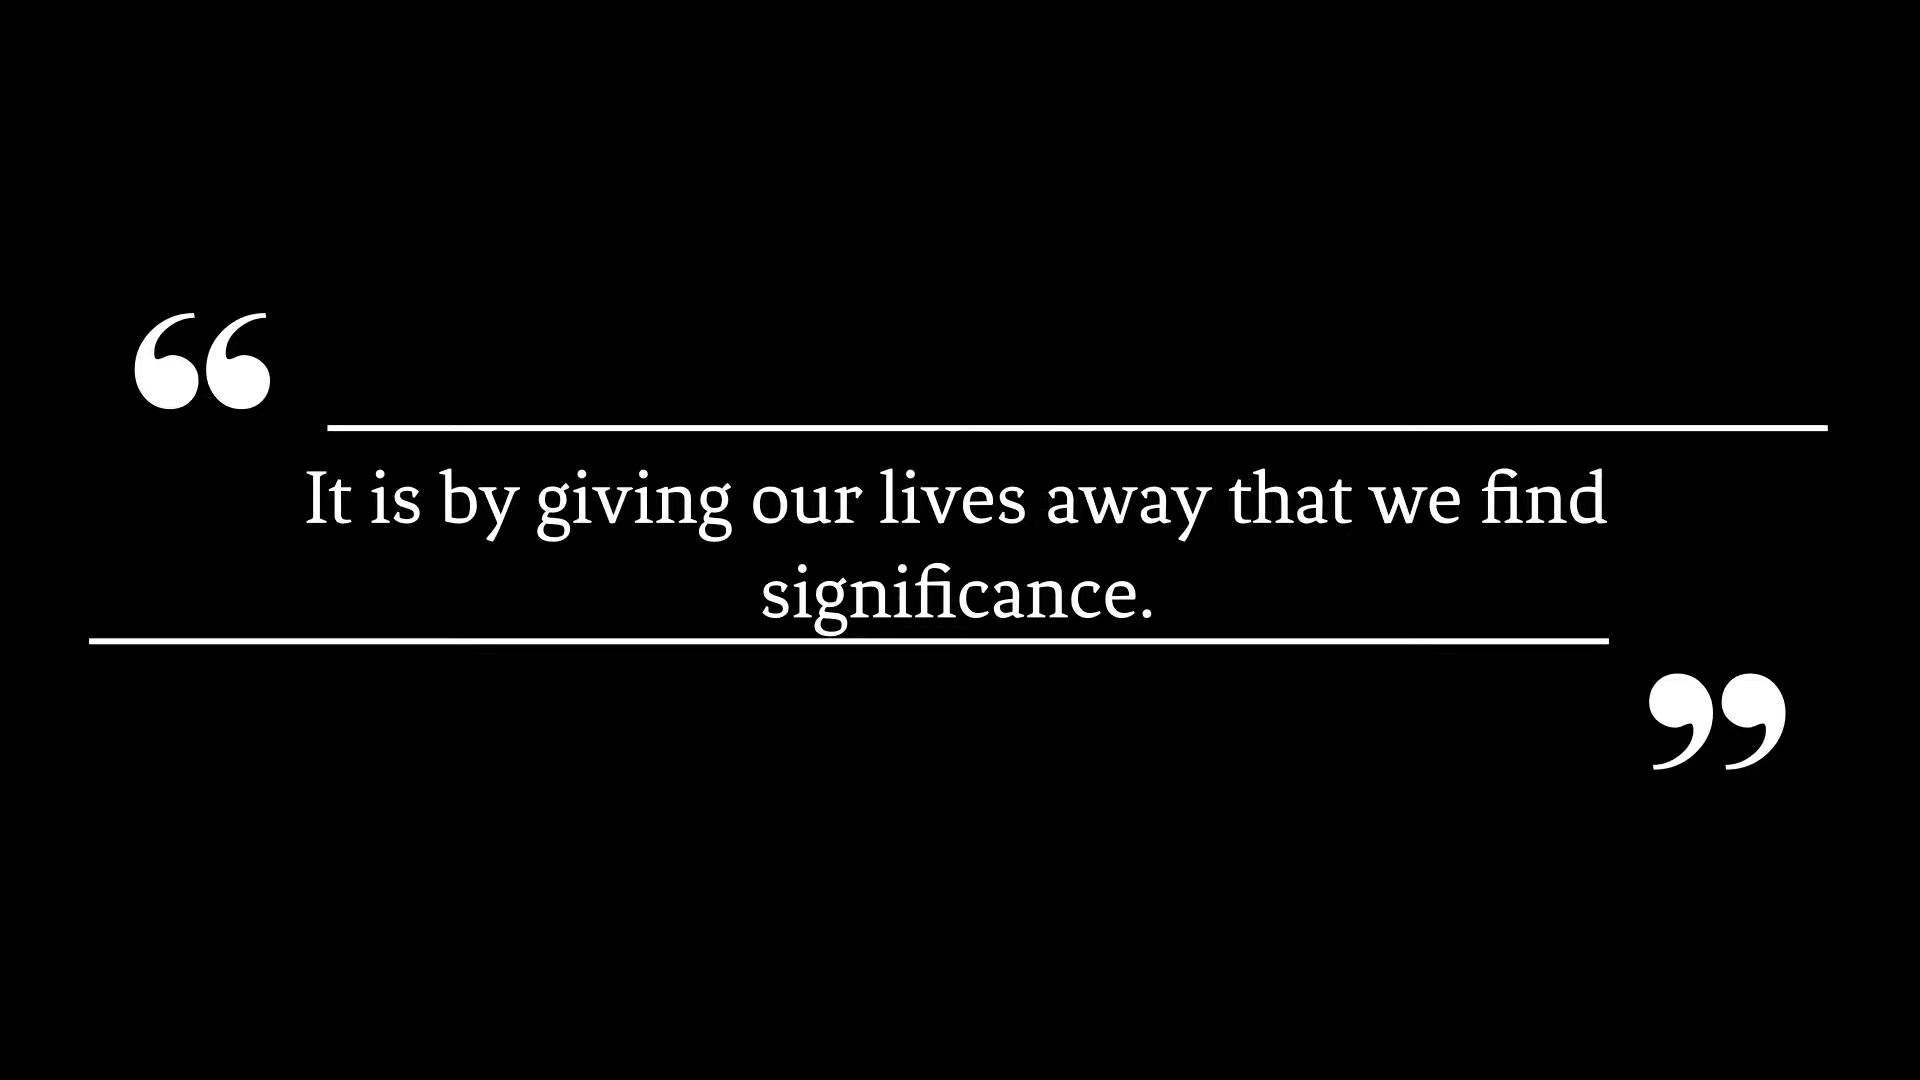 “
It is by giving our lives away that we find
significance.
”